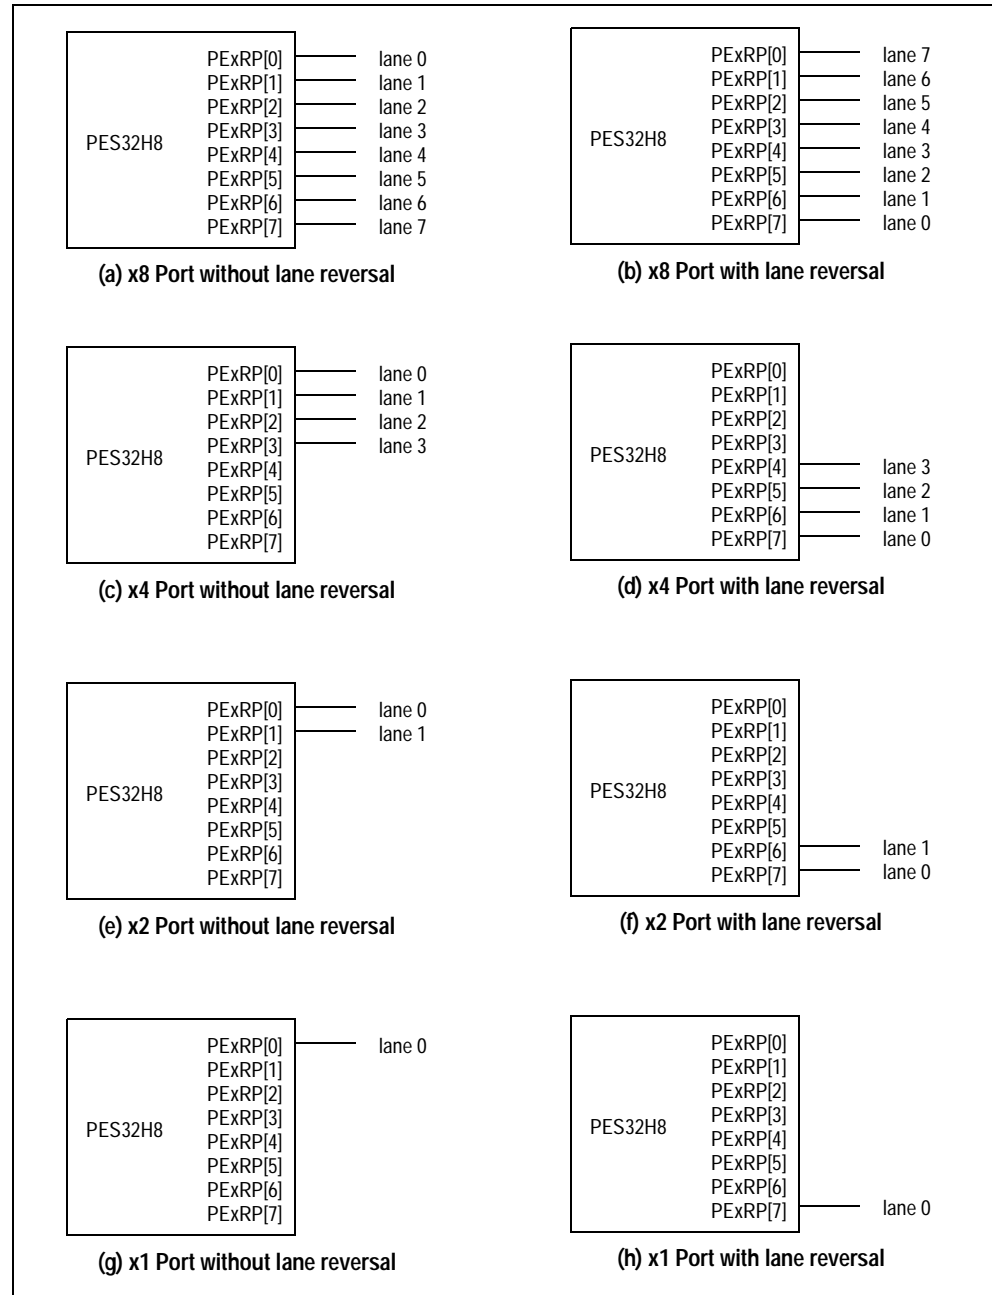 PES32H8
PExRP[0] lane 0
PExRP[1] lane 1
PExRP[2] lane 2
PExRP[3] lane 3
PExRP[4] lane 4
PExRP[5] lane 5
PExRP[6] lane 6
PExRP[7] lane 7
(a) x8 Port without lane reversal
PES32H8
PExRP[0] lane 7
PExRP[1] lane 6
PExRP[2] lane 5
PExRP[3] lane 4
PExRP[4] lane 3
PExRP[5] lane 2
PExRP[6] lane 1
PExRP[7] lane 0
(b) x8 Port with lane reversal
PES32H8
PExRP[0] lane 0
PExRP[1] lane 1
PExRP[2] lane 2
PExRP[3] lane 3
PExRP[4]
PExRP[5]
PExRP[6]
PExRP[7]
(c) x4 Port without lane reversal
PES32H8
PExRP[0]
PExRP[1]
PExRP[2]
PExRP[3]
PExRP[4] lane 3
PExRP[5] lane 2
PExRP[6] lane 1
PExRP[7] lane 0
(d) x4 Port with lane reversal
PES32H8
PExRP[0] lane 0
PExRP[1] lane 1
PExRP[2]
PExRP[3]
PExRP[4]
PExRP[5]
PExRP[6]
PExRP[7]
(e) x2 Port without lane reversal
PES32H8
PExRP[0]
PExRP[1]
PExRP[2]
PExRP[3]
PExRP[4]
PExRP[5]
PExRP[6] lane 1
PExRP[7] lane 0
(f) x2 Port with lane reversal
PES32H8
PExRP[0] lane 0
PExRP[1]
PExRP[2]
PExRP[3]
PExRP[4]
PExRP[5]
PExRP[6]
PExRP[7]
(g) x1 Port without lane reversal
PES32H8
PExRP[0]
PExRP[1]
PExRP[2]
PExRP[3]
PExRP[4]
PExRP[5]
PExRP[6]
PExRP[7] lane 0
(h) x1 Port with lane reversal